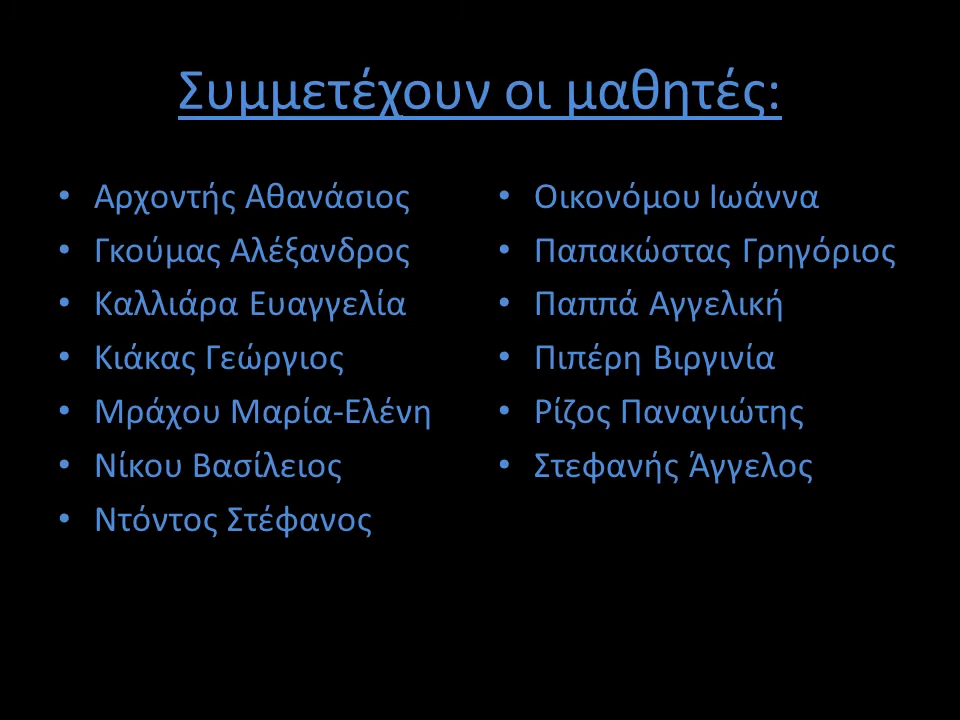 Συμμετέχουν οι μαθητές:
• Αρχοντής Αθανάσιος
• Γκούμας Αλέξανδρος
• Καλλιάρα Ευαγγελία
• Κιάκας Γεώργιος
• Μράχου Μαρία-Ελένη
• Νίκου Βασίλειος
• Ντόντος Στέφανος
• Οικονόμου Ιωάννα
• Παπακώστας Γρηγόριος
• Παππά Αγγελική
• Πιπέρη Βιργινία
• Ρίζος Παναγιώτης
• Στεφανής Άγγελος